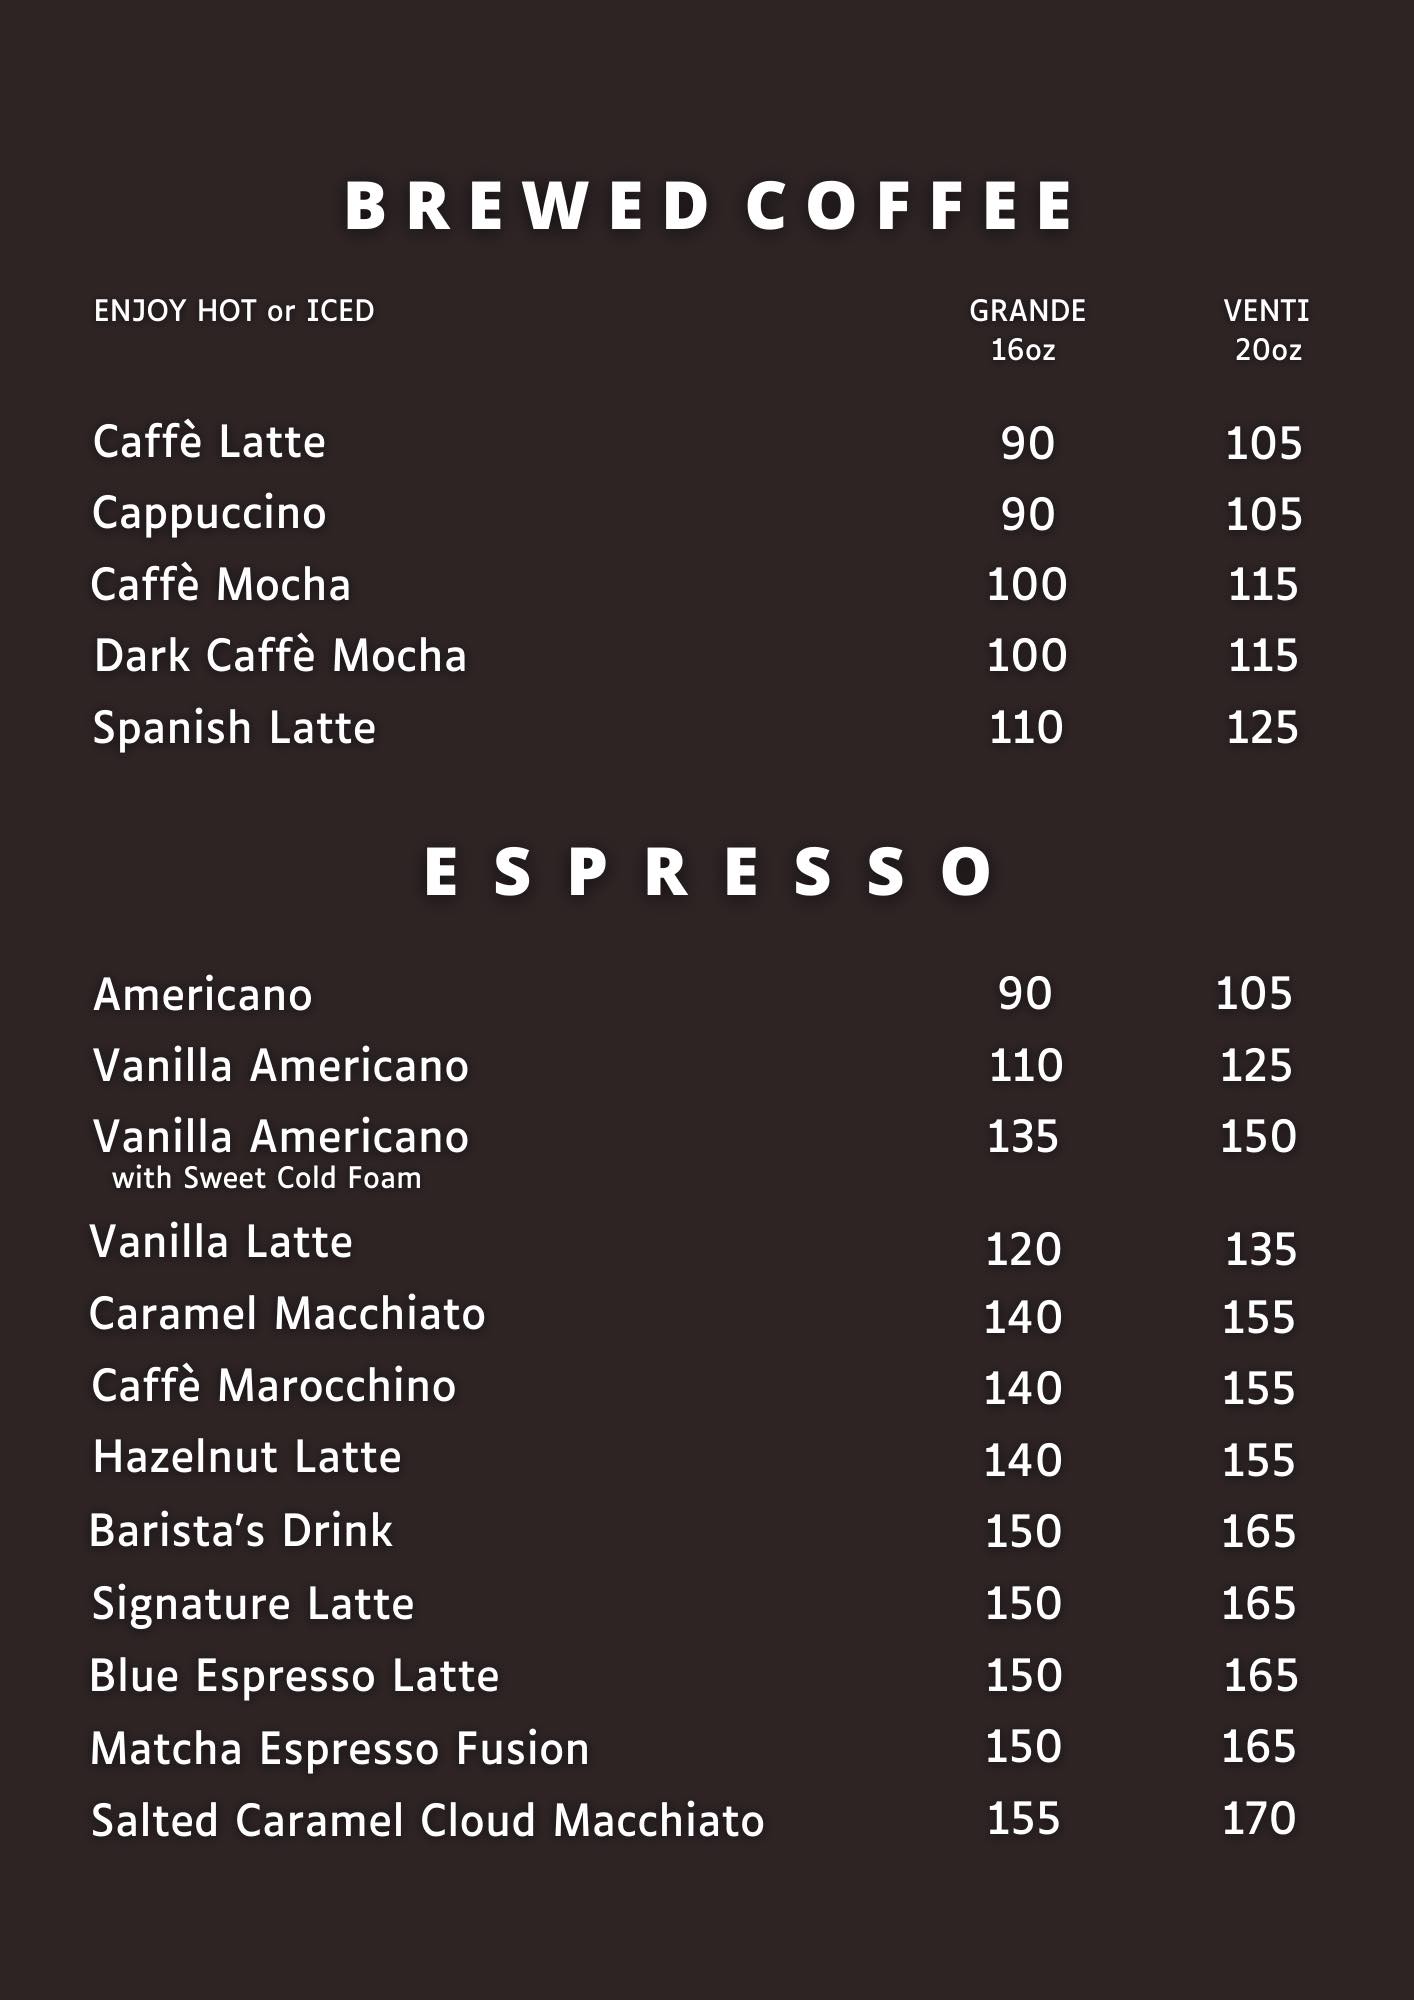 BREWED COFFEE
ENJOY HOT or ICED GRANDE VENTI
16oz 20oz
Caffè Latte 90 105
Cappuccino 90 105
Caffè Mocha 100 115
Dark Caffè Mocha 100 115
Spanish Latte 110 125
ESPRESSO
Americano 90 105
Vanilla Americano 110 125
Vanilla Americano 135 150
with Sweet Cold Foam
Vanilla Latte 120 135
Caramel Macchiato 140 155
Caffè Marocchino 140 155
Hazelnut Latte 140 155
Barista’s Drink 150 165
Signature Latte 150 165
Blue Espresso Latte 150 165
Matcha Espresso Fusion 150 165
Salted Caramel Cloud Macchiato 155 170